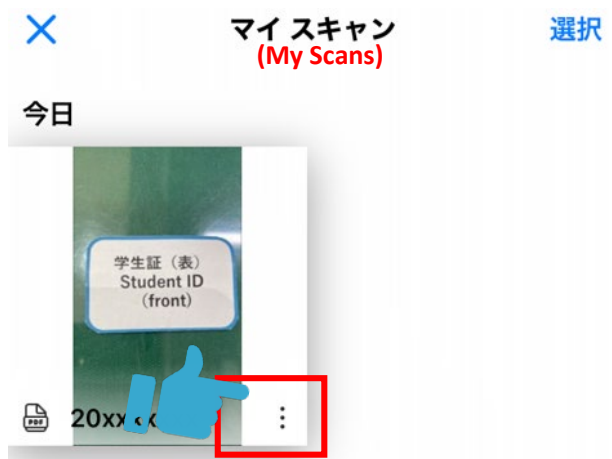 マイ スキャン
(My Scans)
選択
今日
学生証（表）
Student ID
(front)
PDF
20xx